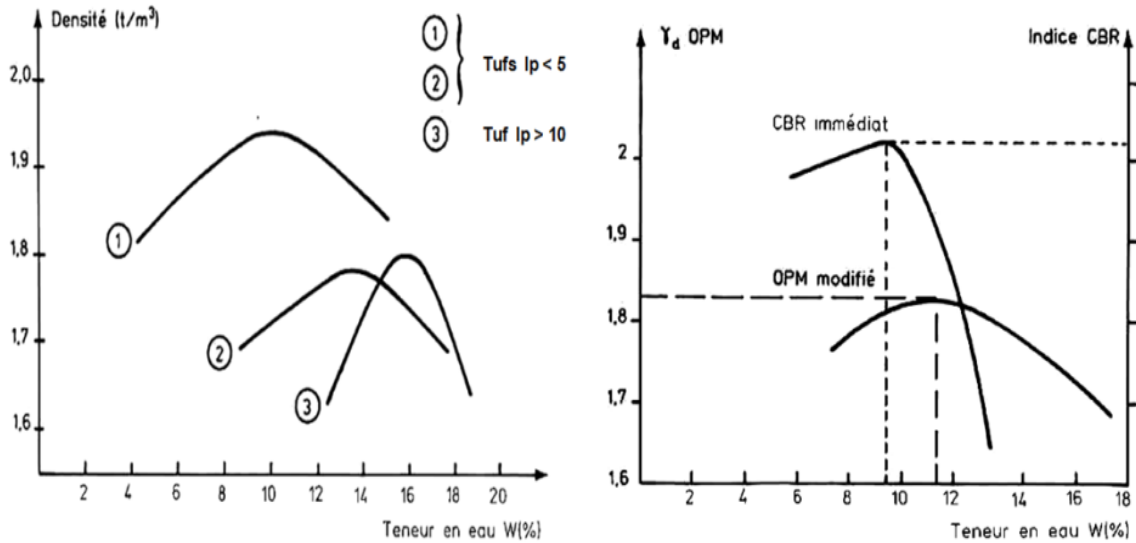 Densité (t/m³)
1
2
Tufs Ip < 5
3
Tuf Ip > 10
2,0
1,9
1,8
1,7
1,6
1
2
3
2 4 6 8 10 12 14 16 18 20
Teneur en eau W(%)
γd OPM
Indice CBR
CBR immédiat
OPM modifié
2
1,9
1,8
1,7
1,6
6 8 10 12 14 16 18
Teneur en eau W(%)